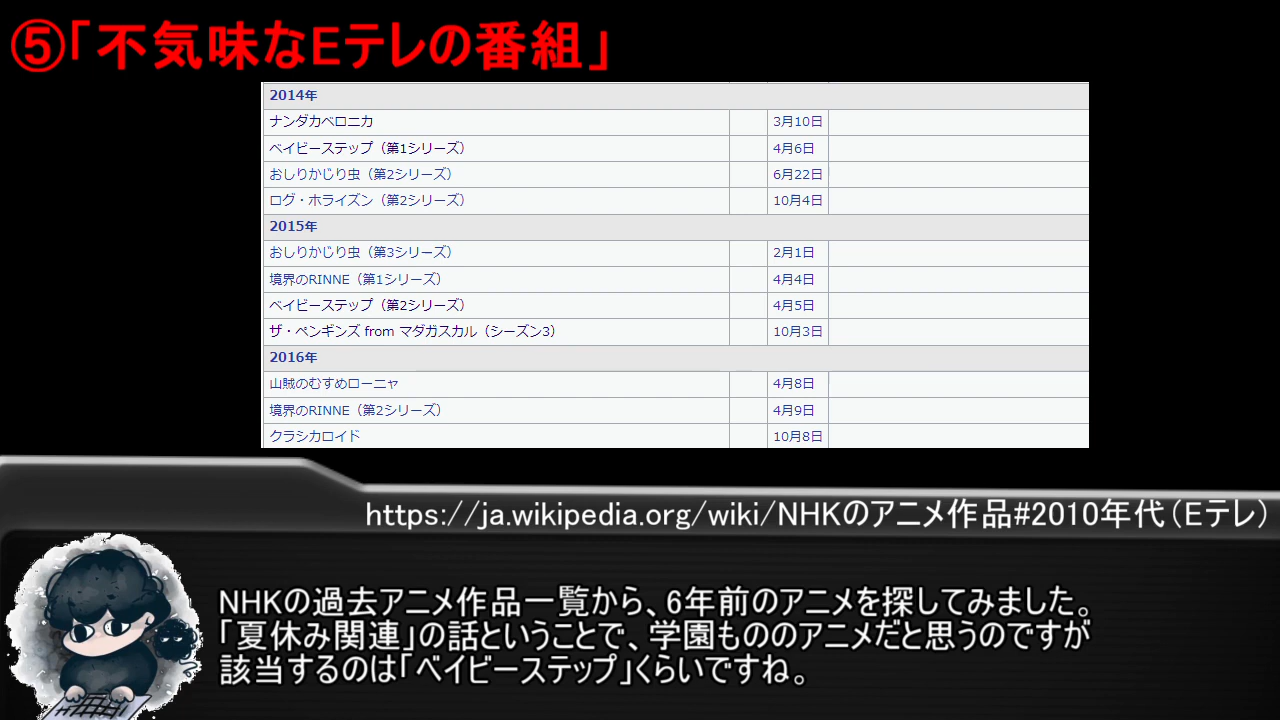 ⑤「不気味なEテレの番組」
2014年
ナンダカベロニカ 3月10日
ベイビーステップ（第1シリーズ） 4月6日
おしりかじり虫（第2シリーズ） 6月22日
ログ・ホライズン（第2シリーズ） 10月4日
2015年
おしりかじり虫（第3シリーズ） 2月1日
境界のRINNE（第1シリーズ） 4月4日
ベイビーステップ（第2シリーズ） 4月5日
ザ・ペンギンズ from マダガスカル（シーズン3） 10月3日
2016年
山賊のむすめローニャ 4月8日
境界のRINNE（第2シリーズ） 4月9日
クラシカロイド 10月8日
https://ja.wikipedia.org/wiki/NHKのアニメ作品#2010年代（Eテレ）
NHKの過去アニメ作品一覧から、6年前のアニメを探してみました。
「夏休み関連」の話ということで、学園もののアニメだと思うのですが
該当するのは「ベイビーステップ」くらいですね。